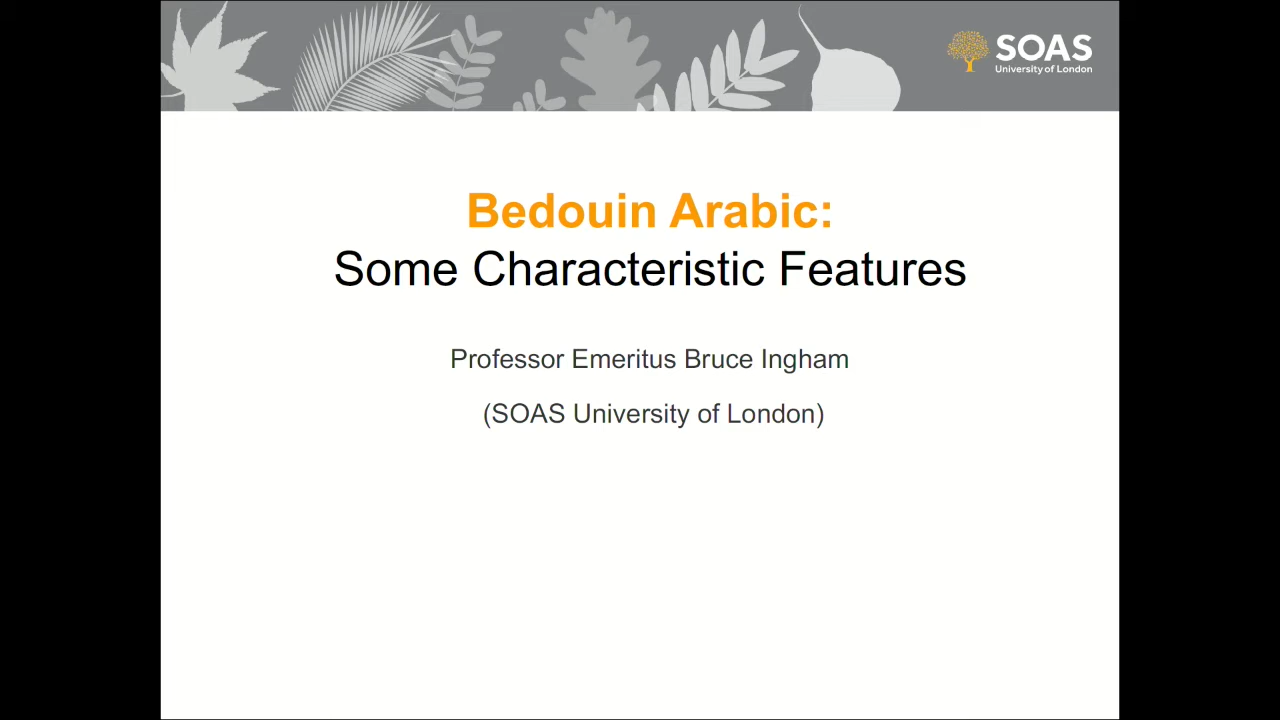 SOAS
University of London
Bedouin Arabic:
Some Characteristic Features
Professor Emeritus Bruce Ingham
(SOAS University of London)